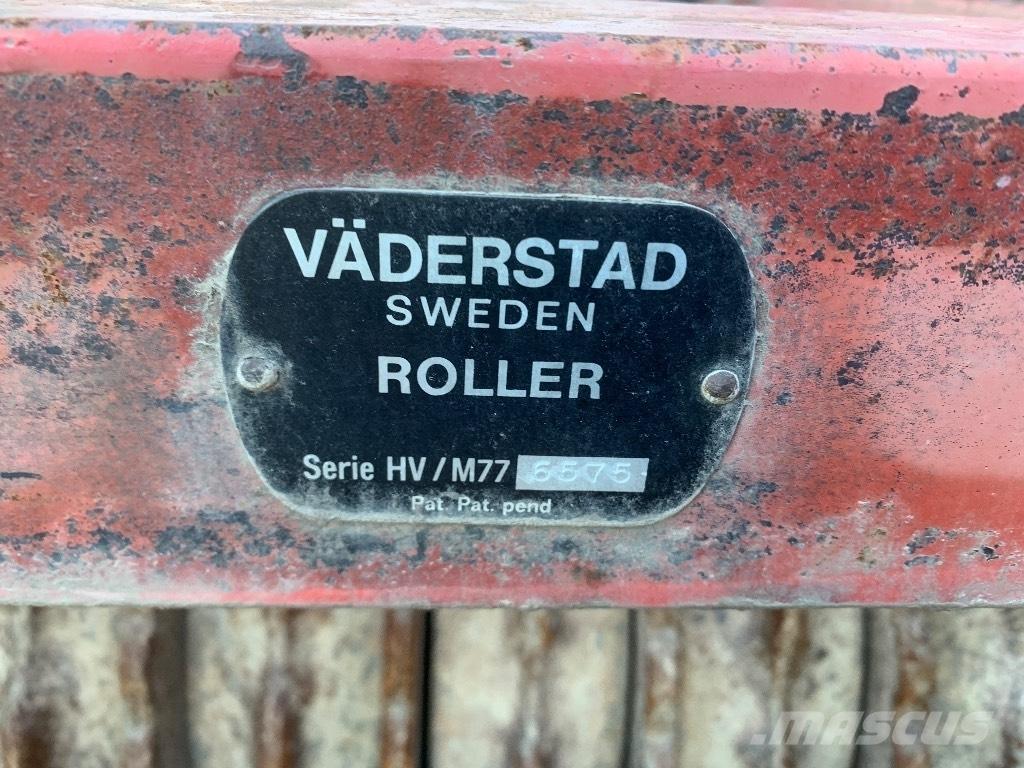 VÄDERSTAD
SWEDEN
ROLLER
Serie HV/M77 6575
Pat. Pat. pend
MASCUS